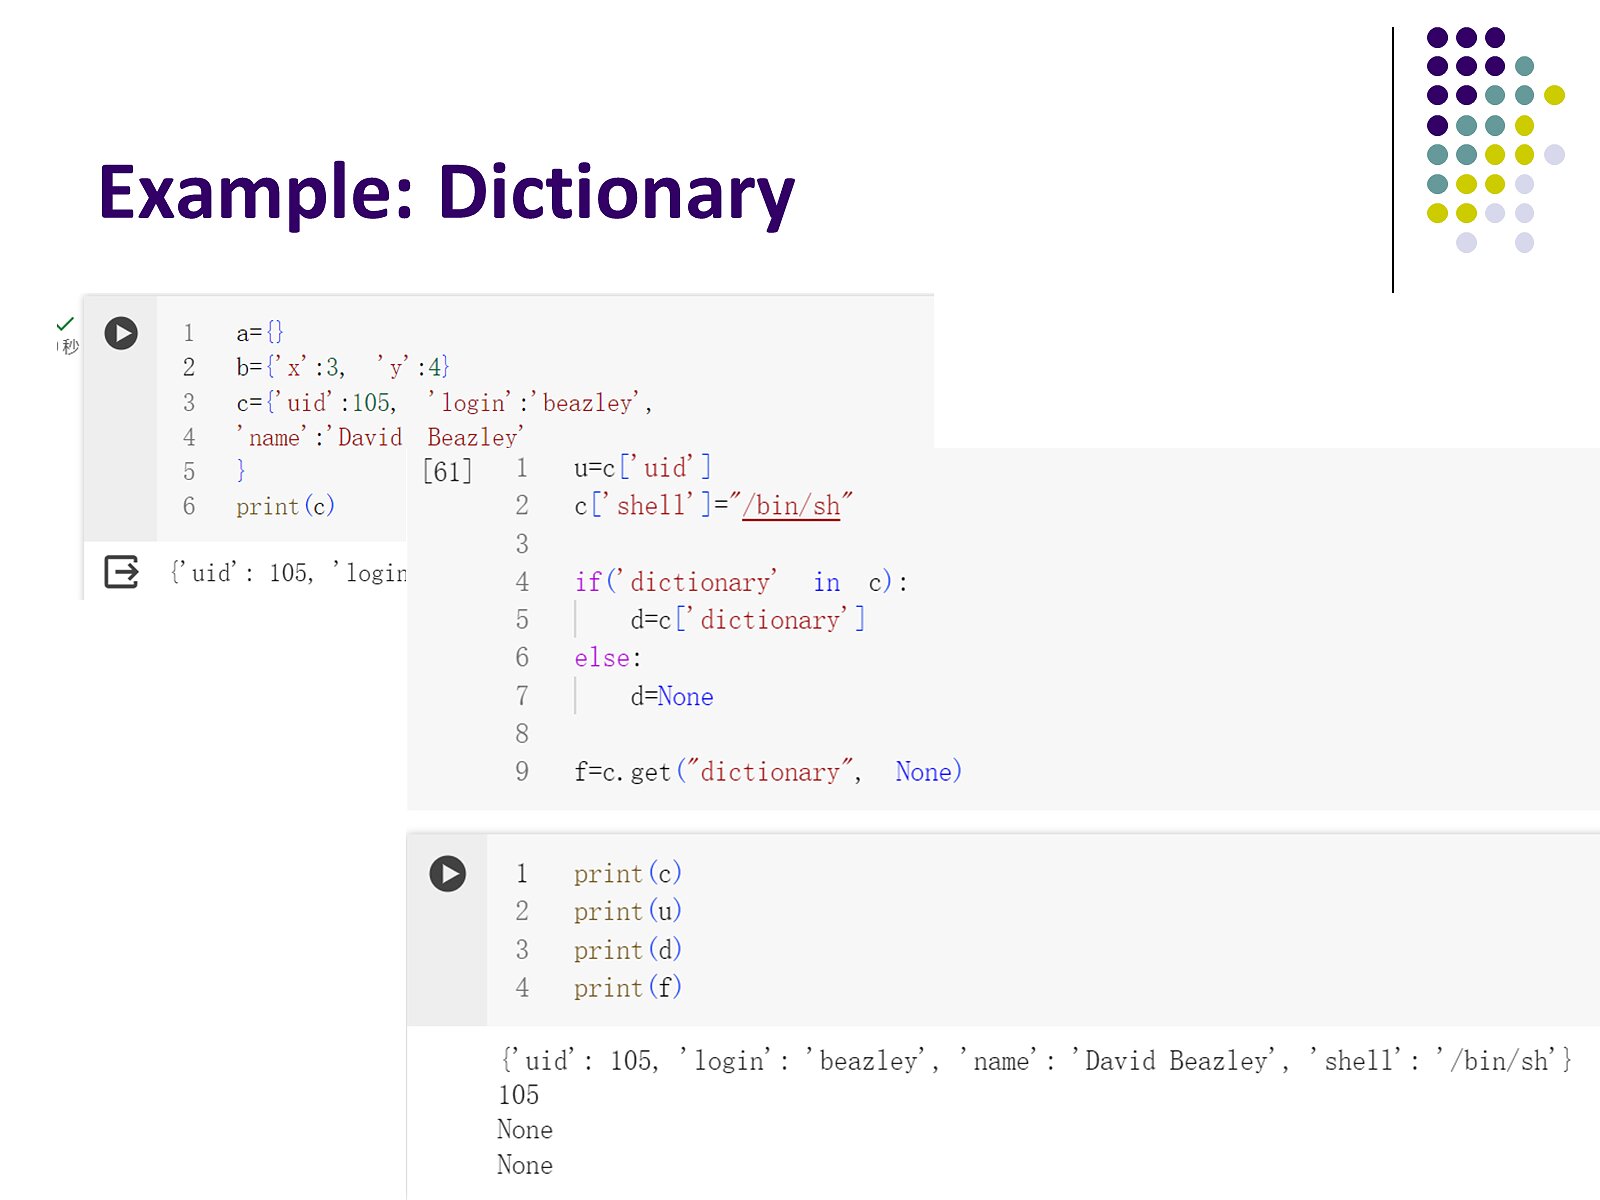 Example: Dictionary
秒
1 a={}
2 b={'x':3, 'y':4}
3 c={'uid':105, 'login':'beazley',
4 'name':'David Beazley'
5 }
6 print(c)
{'uid': 105, 'login
[61]
1 u=c['uid']
2 c['shell']="/bin/sh"
3
4 if('dictionary' in c):
5 d=c['dictionary']
6 else:
7 d=None
8
9 f=c.get("dictionary", None)
1 print(c)
2 print(u)
3 print(d)
4 print(f)
{'uid': 105, 'login': 'beazley', 'name': 'David Beazley', 'shell': '/bin/sh'}
105
None
None